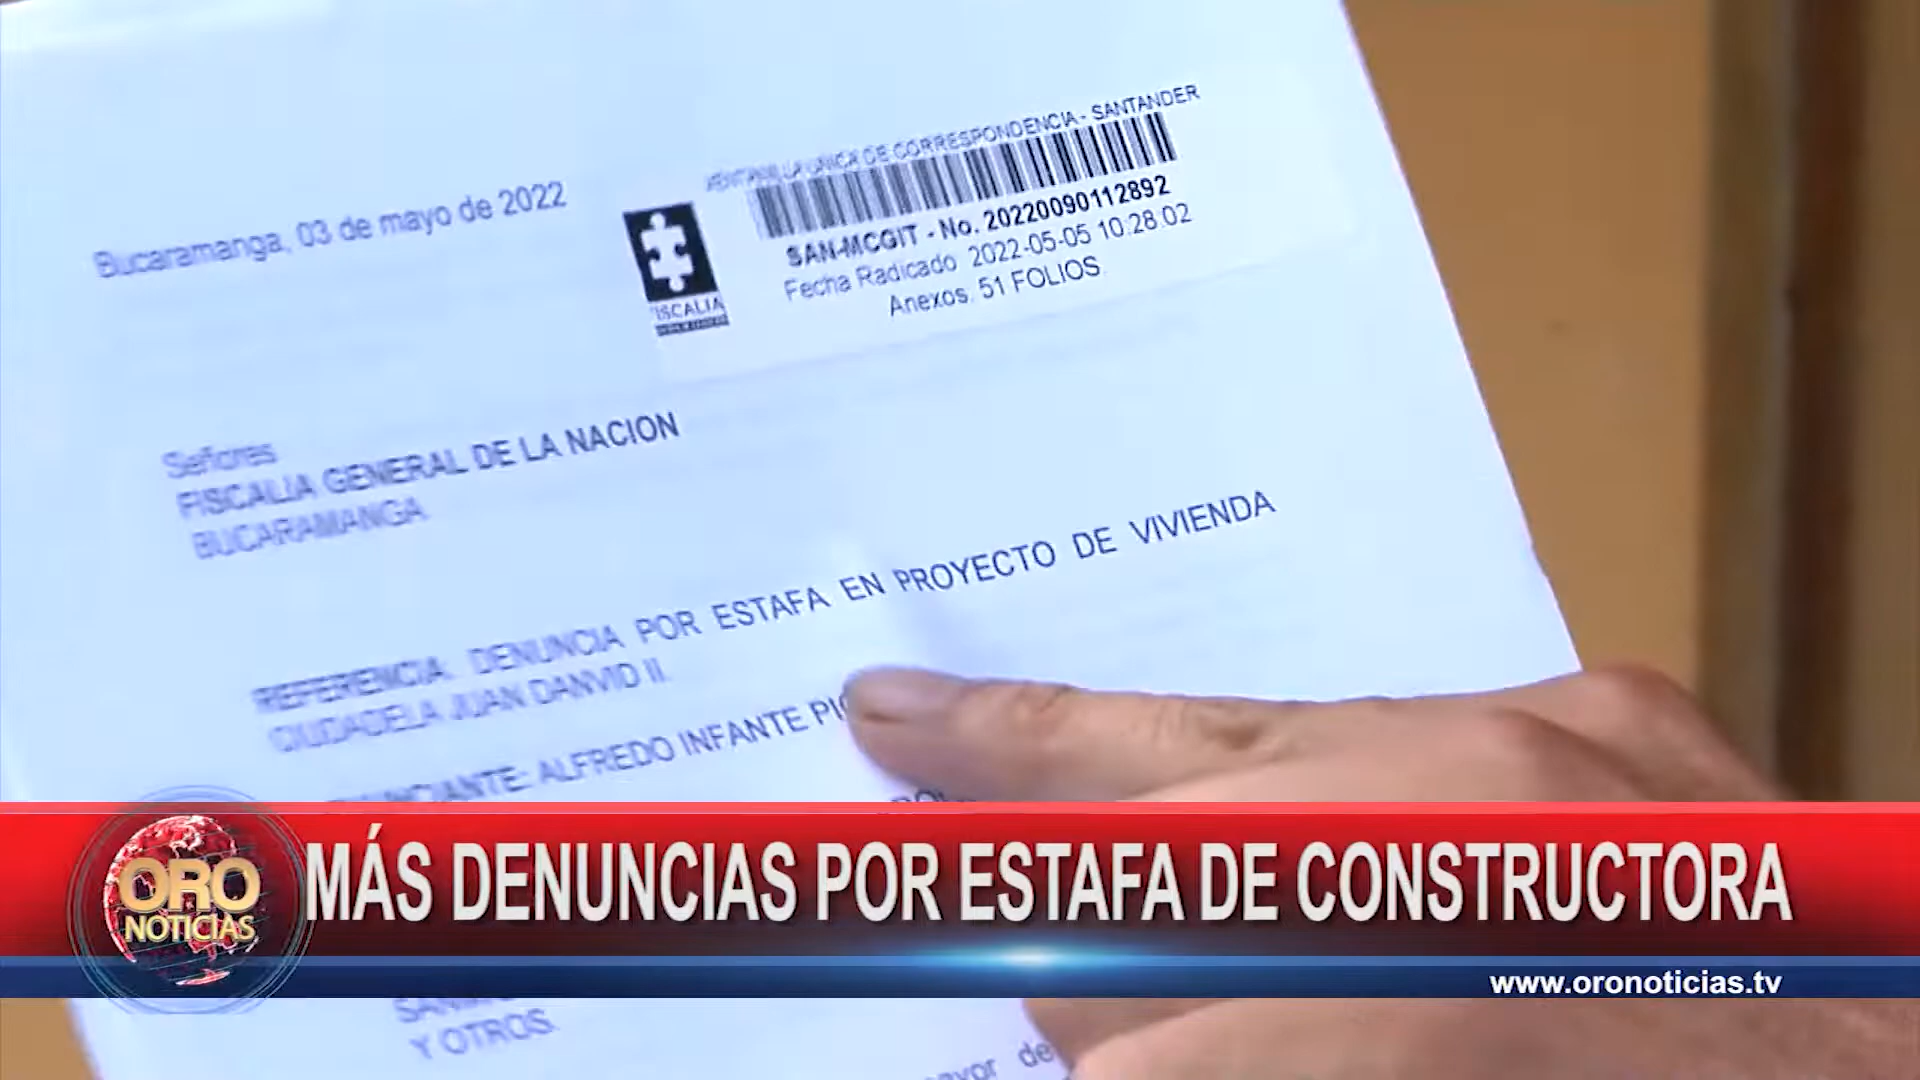 VENTANILLA UNICA DE CORRESPONDENCIA - SANTANDER
Bucaramanga, 03 de mayo de 2022
SAN-MCGIT - No. 20220090112892
Fecha Radicado 2022-05-05 10:28:02
Anexos. 51 FOLIOS
FISCALIA
Señores
FISCALIA GENERAL DE LA NACION
BUCARAMANGA
REFERENCIA: DENUNCIA POR ESTAFA EN PROYECTO DE VIVIENDA
CIUDADELA JUAN DANVID II.
ALFREDO INFANTE
MÁS DENUNCIAS POR ESTAFA DE CONSTRUCTORA
ORO
NOTICIAS
www.oronoticias.tv
Y OTROS.
de